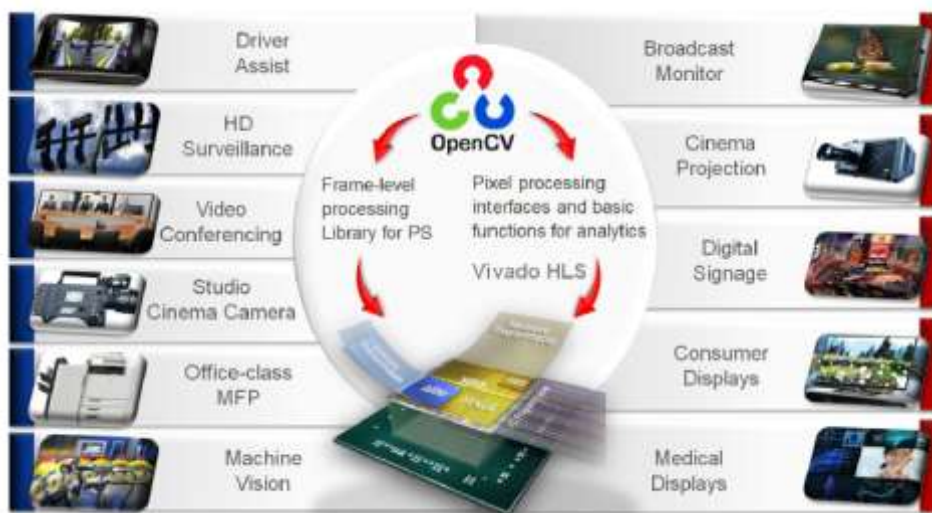 Driver
Assist
HD
Surveillance
Video
Conferencing
Studio
Cinema Camera
Office-class
MFP
Machine
Vision
OpenCV
Frame-level
processing
Library for PS
Pixel processing
interfaces and basic
functions for analytics
Vivado HLS
Broadcast
Monitor
Cinema
Projection
Digital
Signage
Consumer
Displays
Medical
Displays